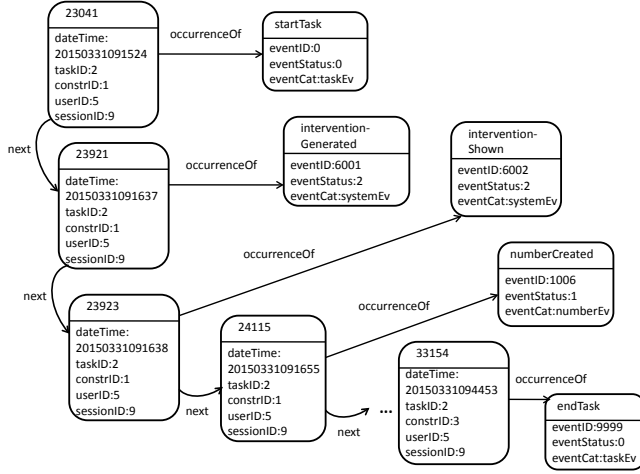 23041
dateTime:
20150331091524
taskID:2
constrID:1
userID:5
sessionID:9
occurrenceOf
startTask
eventID:0
eventStatus:0
eventCat:taskEv
next
23921
dateTime:
20150331091637
taskID:2
constrID:1
userID:5
sessionID:9
occurrenceOf
intervention-
Generated
eventID:6001
eventStatus:2
eventCat:systemEv
intervention-
Shown
eventID:6002
eventStatus:2
eventCat:systemEv
next
23923
dateTime:
20150331091638
taskID:2
constrID:1
userID:5
sessionID:9
occurrenceOf
next
24115
dateTime:
20150331091655
taskID:2
constrID:1
userID:5
sessionID:9
occurrenceOf
numberCreated
eventID:1006
eventStatus:1
eventCat:numberEv
next
...
33154
dateTime:
20150331094453
taskID:2
constrID:3
userID:5
sessionID:9
occurrenceOf
endTask
eventID:9999
eventStatus:0
eventCat:taskEv